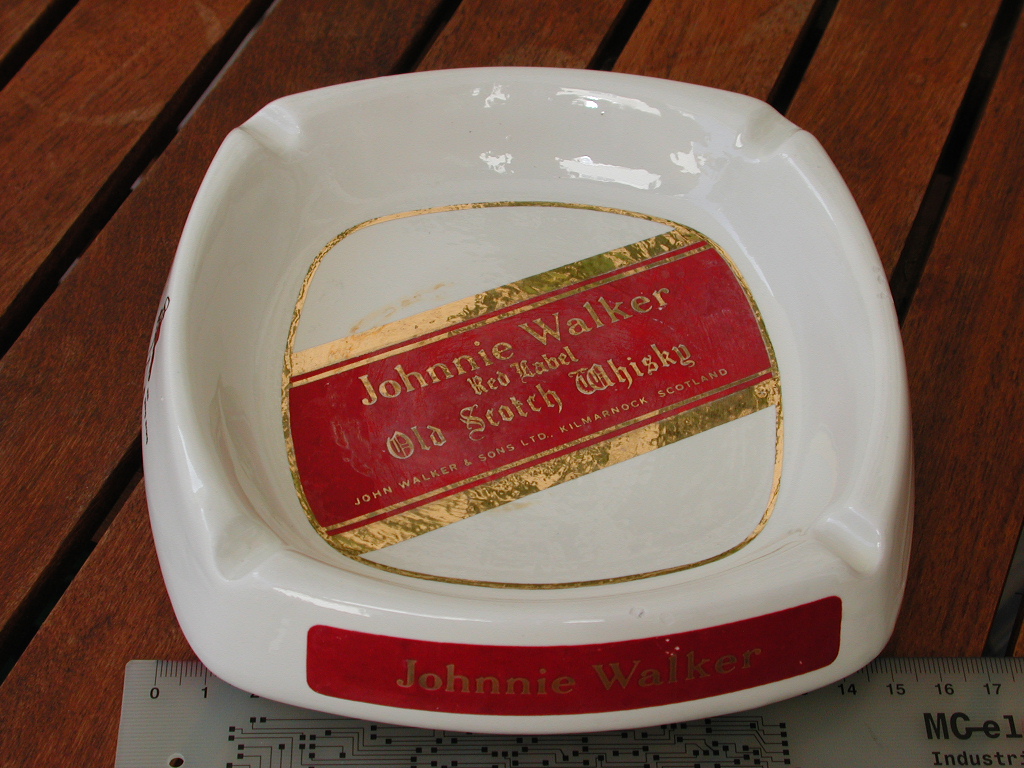 Johnnie Walker
Red Label
Old Scotch Whisky
JOHN WALKER & SONS LTD., KILMARNOCK, SCOTLAND
Johnnie Walker
0 1 14 15 16 17
MC-el
Industri